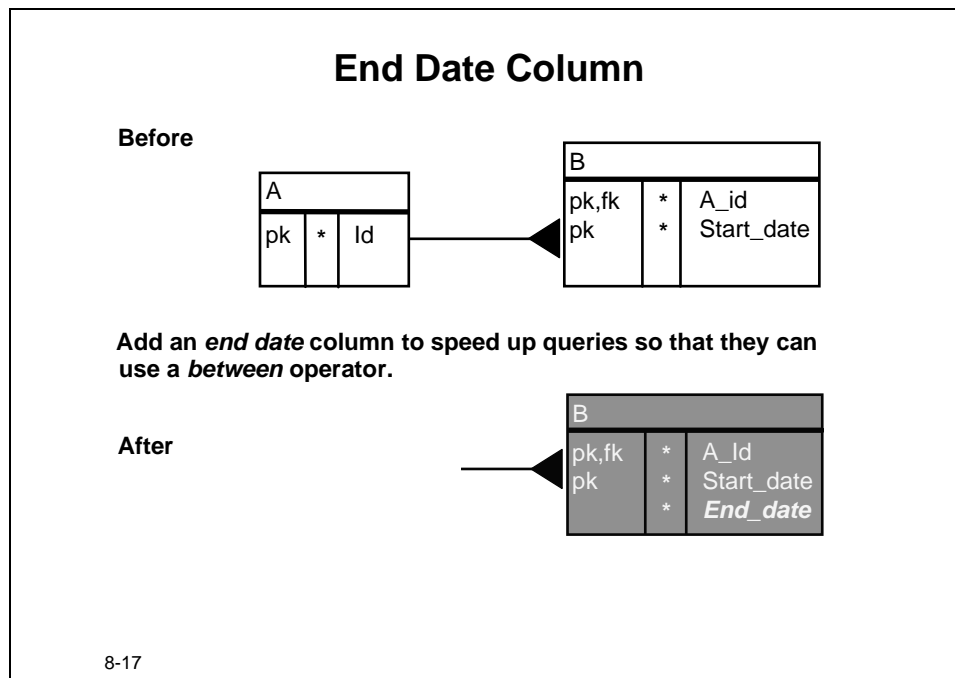 End Date Column
Before
A
pk * Id
B
pk,fk * A_id
pk * Start_date
Add an end date column to speed up queries so that they can
use a between operator.
After
B
pk,fk * A_Id
pk * Start_date
* End_date
8-17